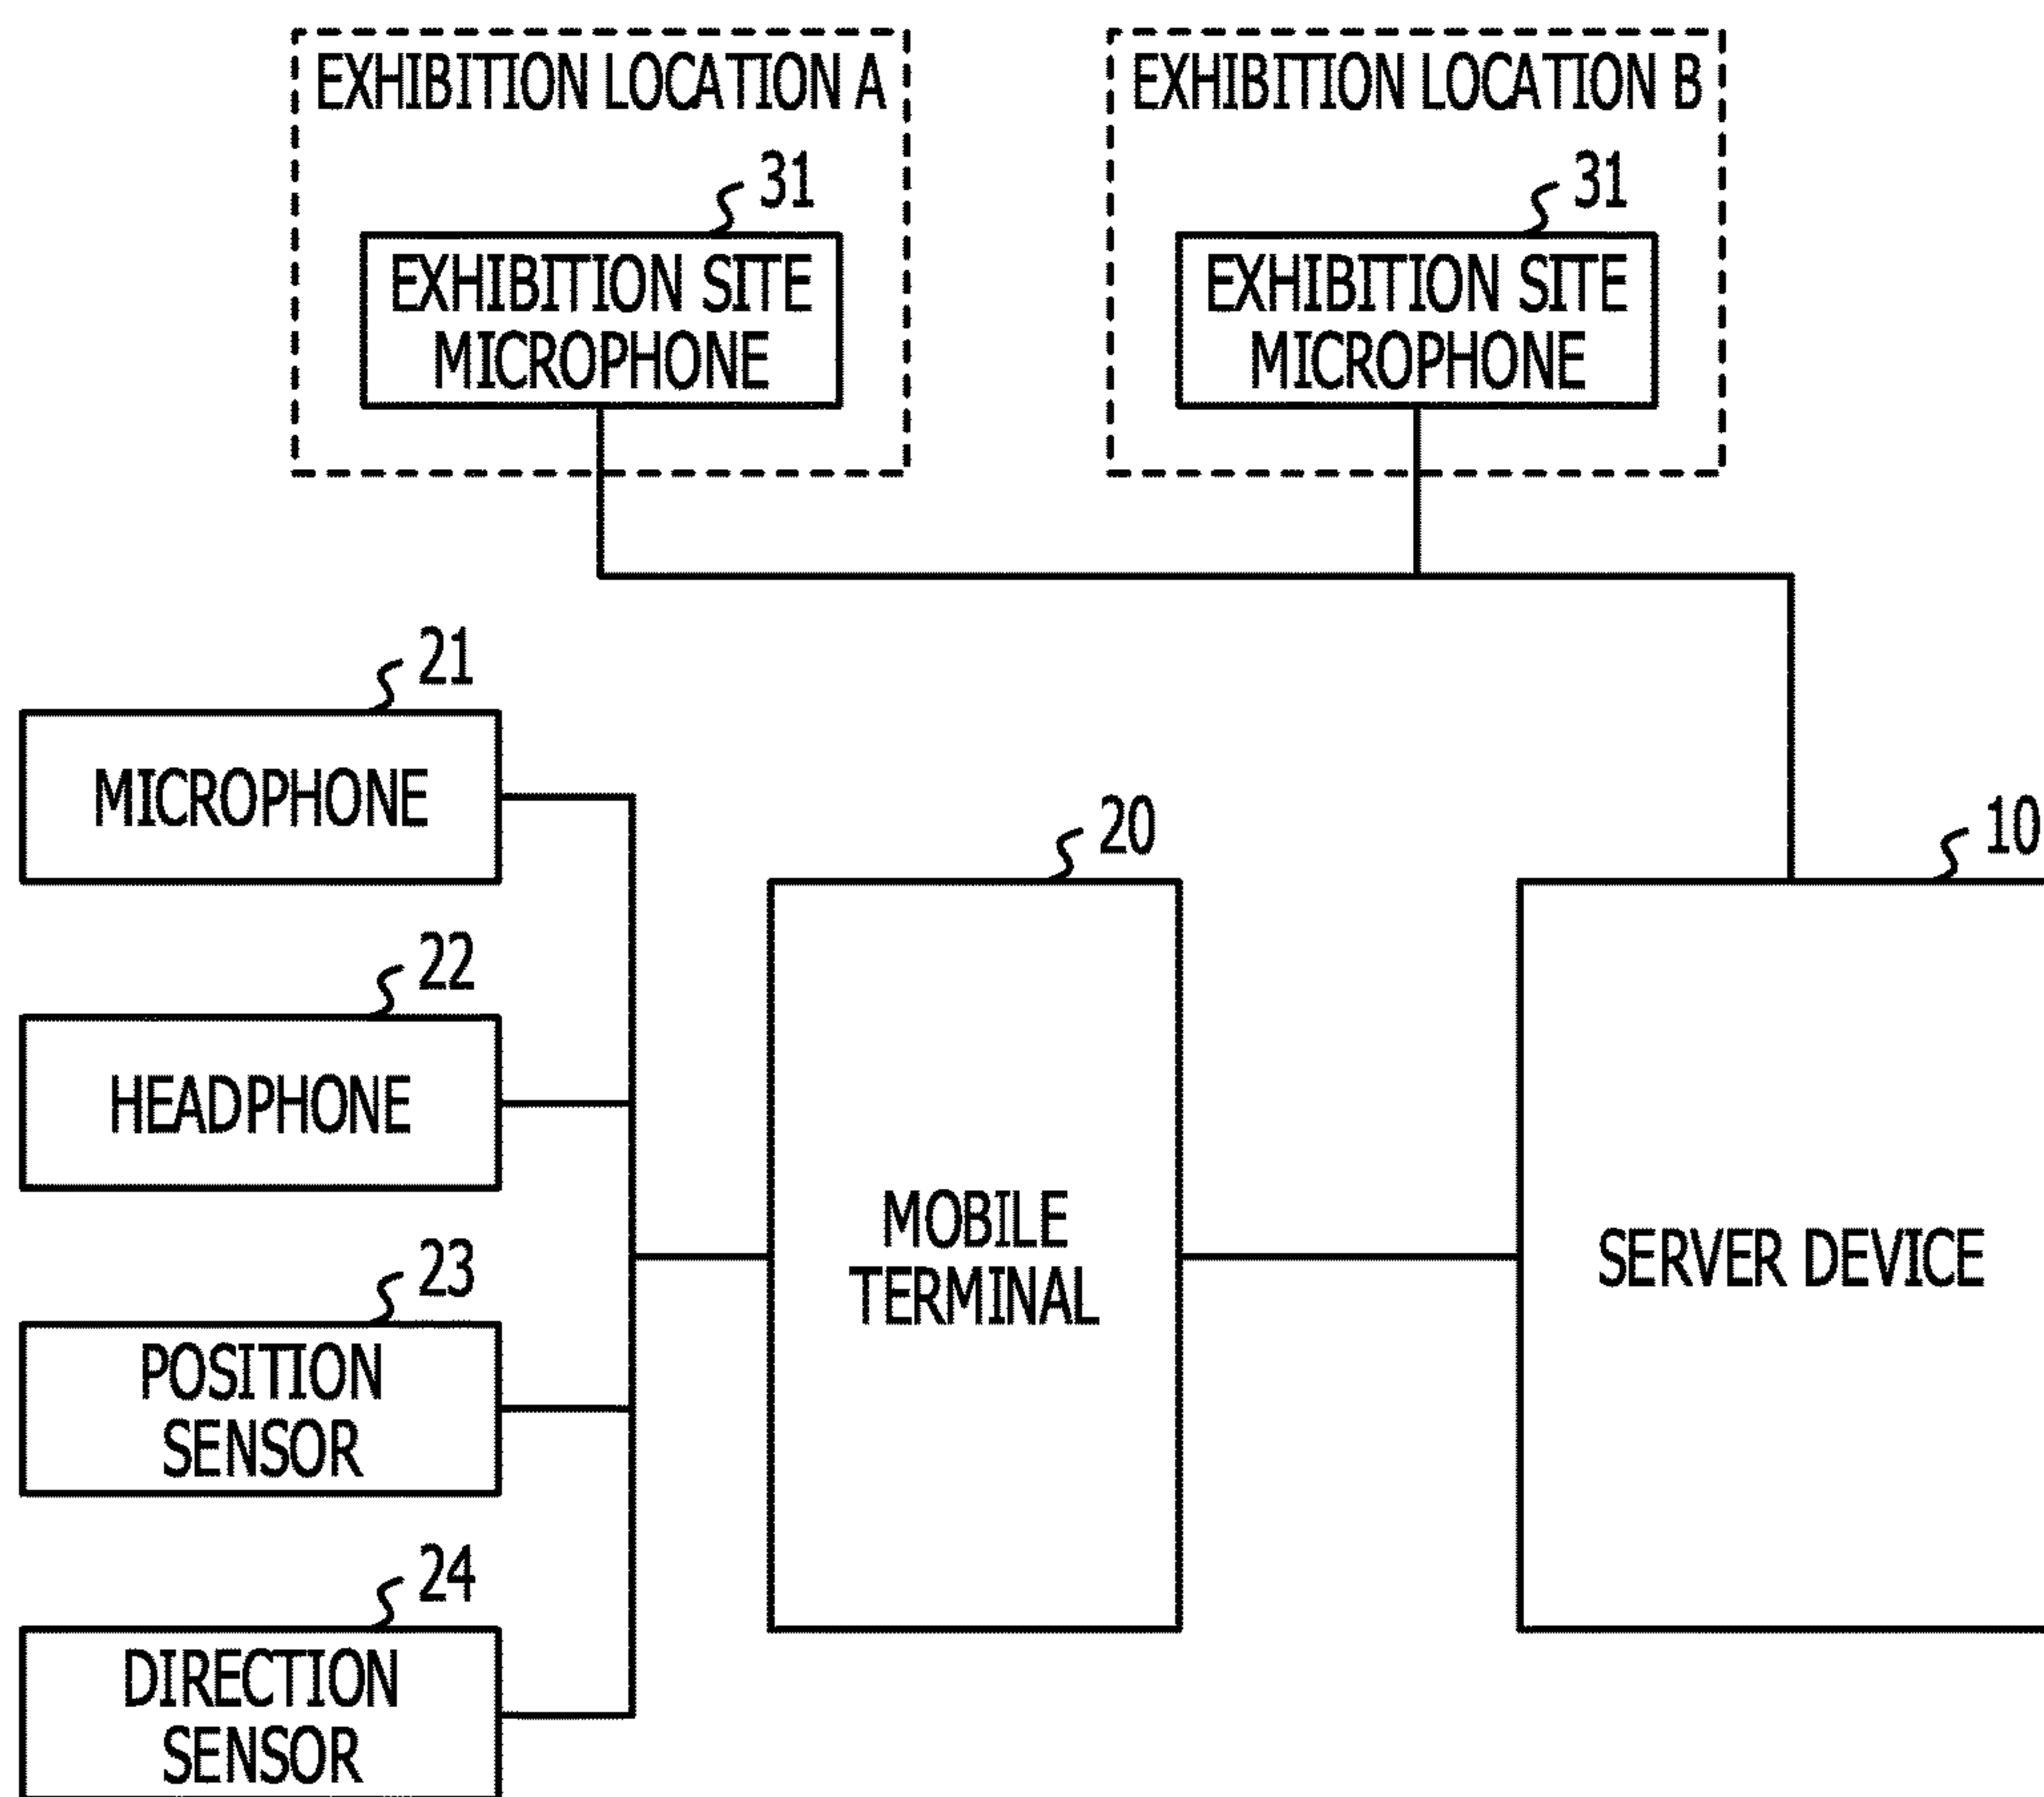 EXHIBITION LOCATION A
EXHIBITION LOCATION B
31
31
EXHIBITION SITE
MICROPHONE
EXHIBITION SITE
MICROPHONE
21
MICROPHONE
20
10
22
HEADPHONE
MOBILE
TERMINAL
SERVER DEVICE
23
POSITION
SENSOR
24
DIRECTION
SENSOR